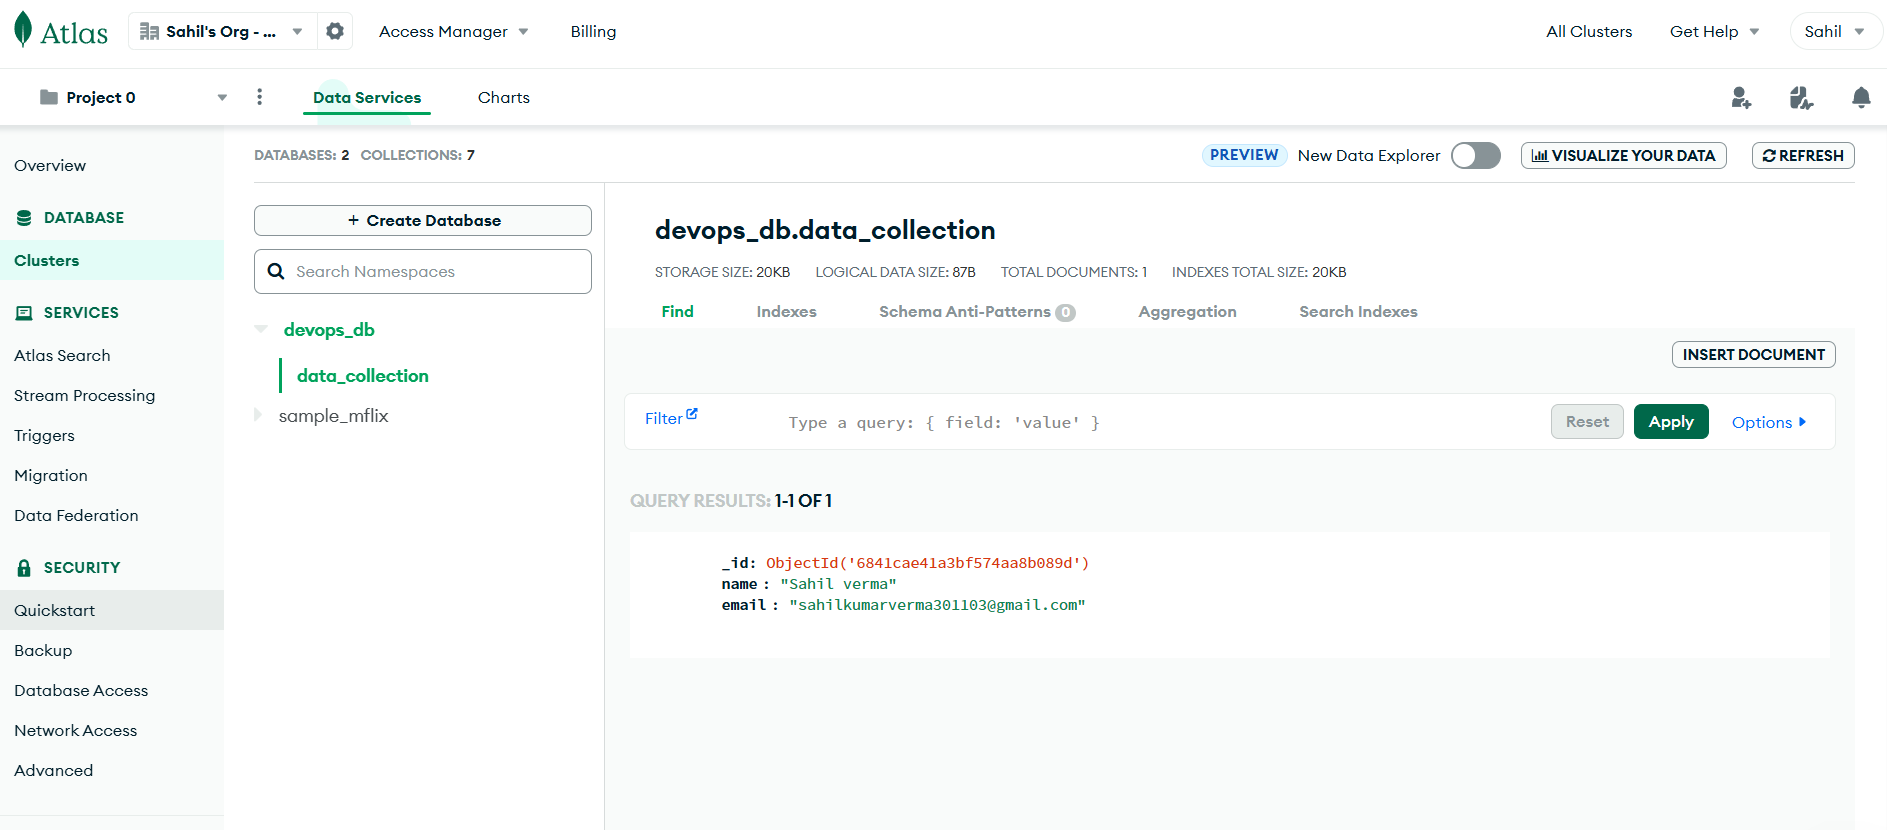 Atlas
Sahil's Org - ...
Access Manager
Billing
All Clusters
Get Help
Sahil
Project 0
Data Services
Charts
Overview
DATABASE
Clusters
SERVICES
Atlas Search
Stream Processing
Triggers
Migration
Data Federation
SECURITY
Quickstart
Backup
Database Access
Network Access
Advanced
DATABASES: 2 COLLECTIONS: 7
PREVIEW New Data Explorer
VISUALIZE YOUR DATA
REFRESH
+ Create Database
Search Namespaces
devops_db
data_collection
sample_mflix
devops_db.data_collection
STORAGE SIZE: 20KB LOGICAL DATA SIZE: 87B TOTAL DOCUMENTS: 1 INDEXES TOTAL SIZE: 20KB
Find Indexes Schema Anti-Patterns 0 Aggregation Search Indexes
INSERT DOCUMENT
Filter Type a query: { field: 'value' } Reset Apply Options
QUERY RESULTS: 1-1 OF 1
_id: ObjectId('6841cae41a3bf574aa8b089d')
name : "Sahil verma"
email : "sahilkumarverma301103@gmail.com"